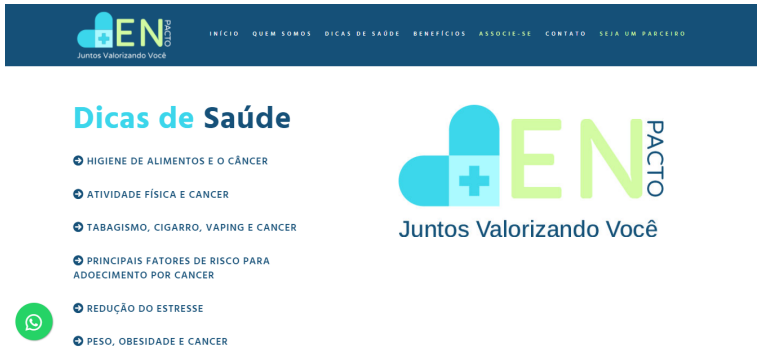 EN
PACTO
Juntos Valorizando Você
INÍCIO QUEM SOMOS DICAS DE SAÚDE BENEFÍCIOS ASSOCIE-SE CONTATO SEJA UM PARCEIRO
Dicas de Saúde
HIGIENE DE ALIMENTOS E O CÂNCER
ATIVIDADE FÍSICA E CANCER
TABAGISMO, CIGARRO, VAPING E CANCER
PRINCIPAIS FATORES DE RISCO PARA
ADOECIMENTO POR CANCER
REDUÇÃO DO ESTRESSE
PESO, OBESIDADE E CANCER
EN
PACTO
Juntos Valorizando Você